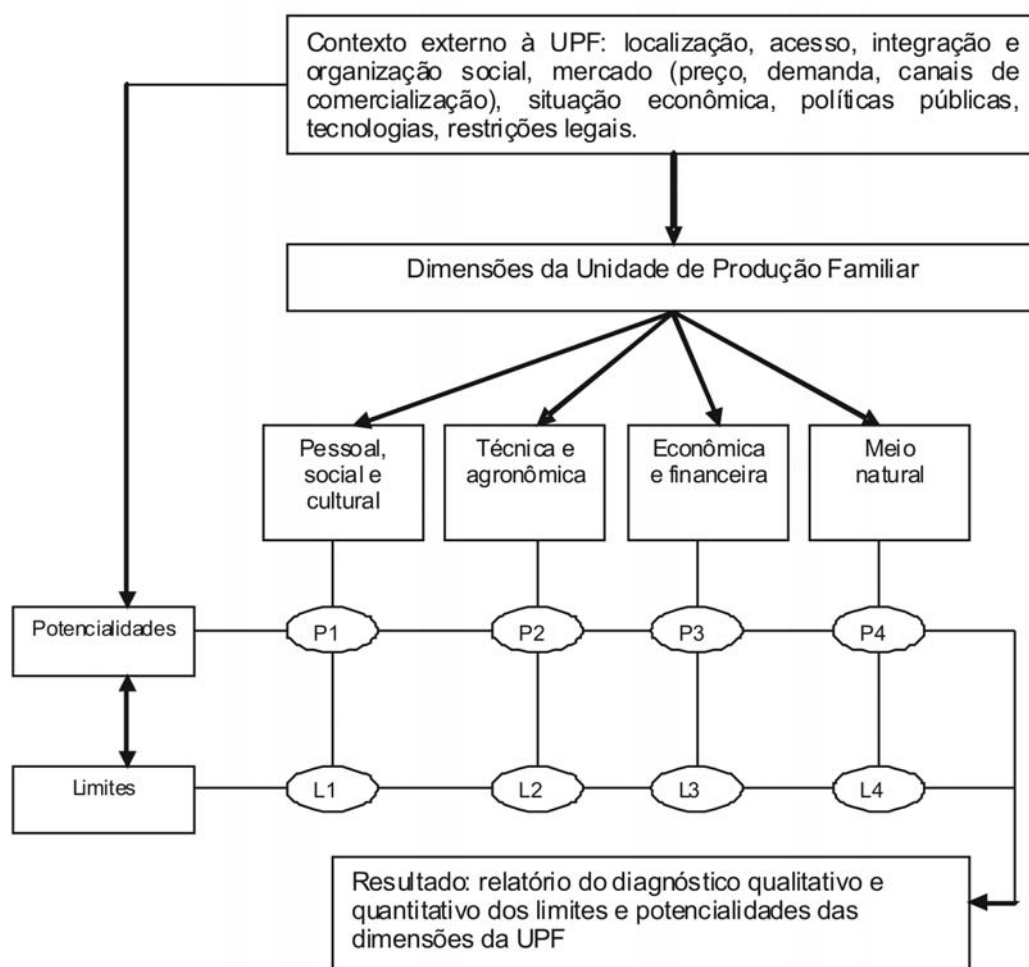 Contexto externo à UPF: localização, acesso, integração e
organização social, mercado (preço, demanda, canais de
comercialização), situação econômica, políticas públicas,
tecnologias, restrições legais.
Dimensões da Unidade de Produção Familiar
Pessoal,
social e
cultural
Técnica e
agronômica
Econômica
e financeira
Meio
natural
Potencialidades
P1
P2
P3
P4
Limites
L1
L2
L3
L4
Resultado: relatório do diagnóstico qualitativo e
quantitativo dos limites e potencialidades das
dimensões da UPF